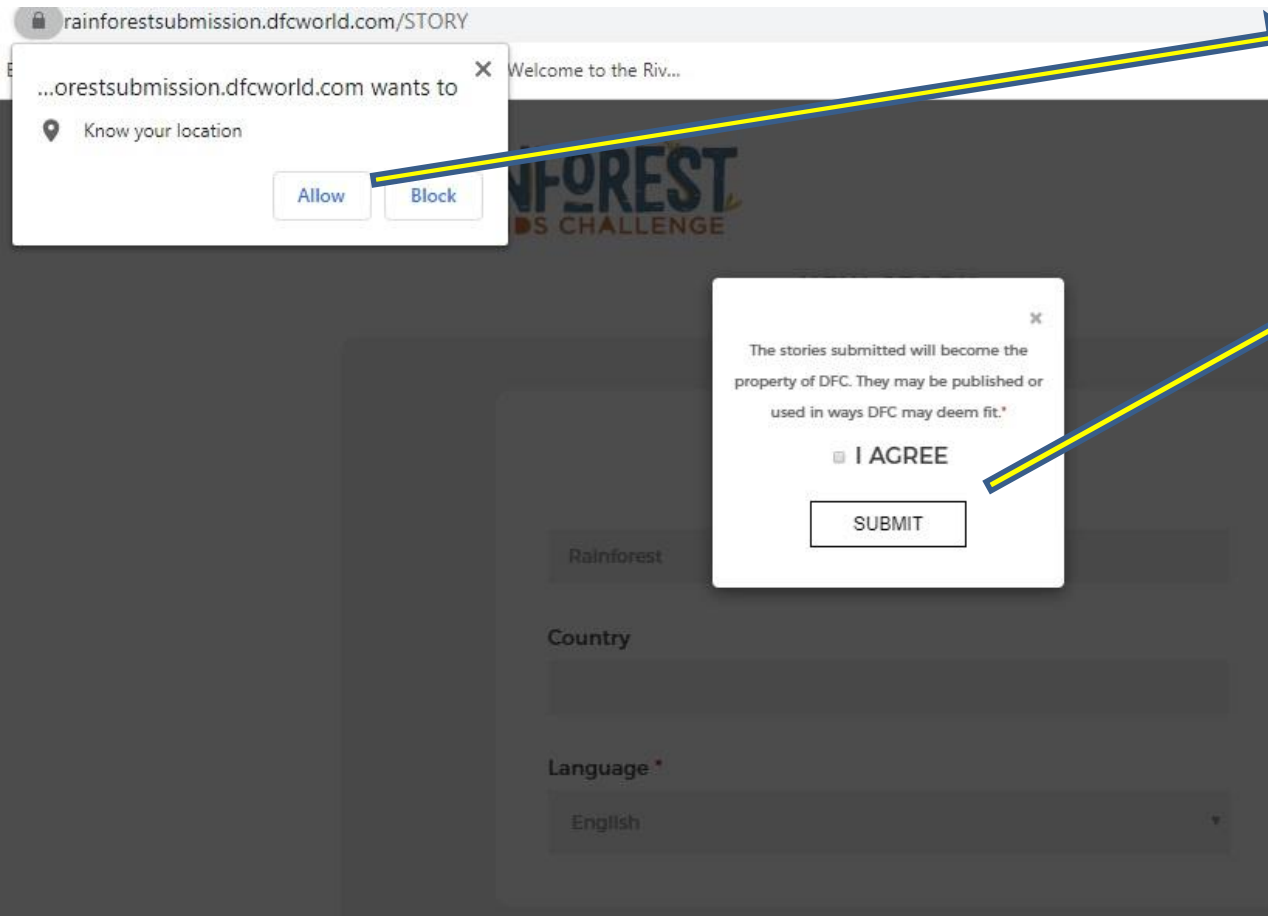 rainforestsubmission.dfcworld.com/STORY
Welcome to the Riv...
...orestsubmission.dfcworld.com wants to
Know your location
Allow Block
NFOREST
DS CHALLENGE
The stories submitted will become the
property of DFC. They may be published or
used in ways DFC may deem fit.*
I AGREE
SUBMIT
Rainforest
Country
Language *
English